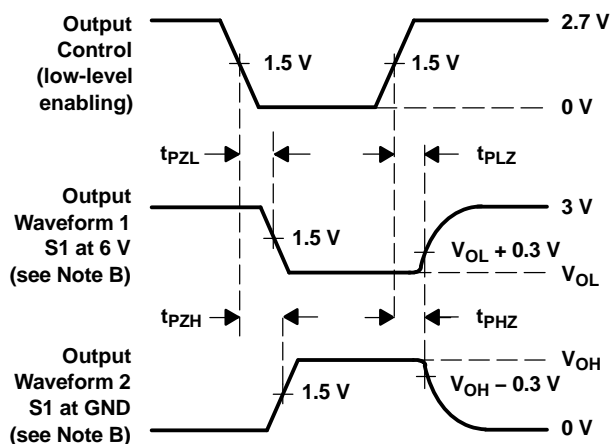 Output
Control
(low-level
enabling)
2.7 V
1.5 V
1.5 V
0 V
tPZL
tPLZ
Output
Waveform 1
S1 at 6 V
(see Note B)
3 V
1.5 V
VOL + 0.3 V
VOL
tPZH
tPHZ
Output
Waveform 2
S1 at GND
(see Note B)
VOH
1.5 V
VOH − 0.3 V
0 V